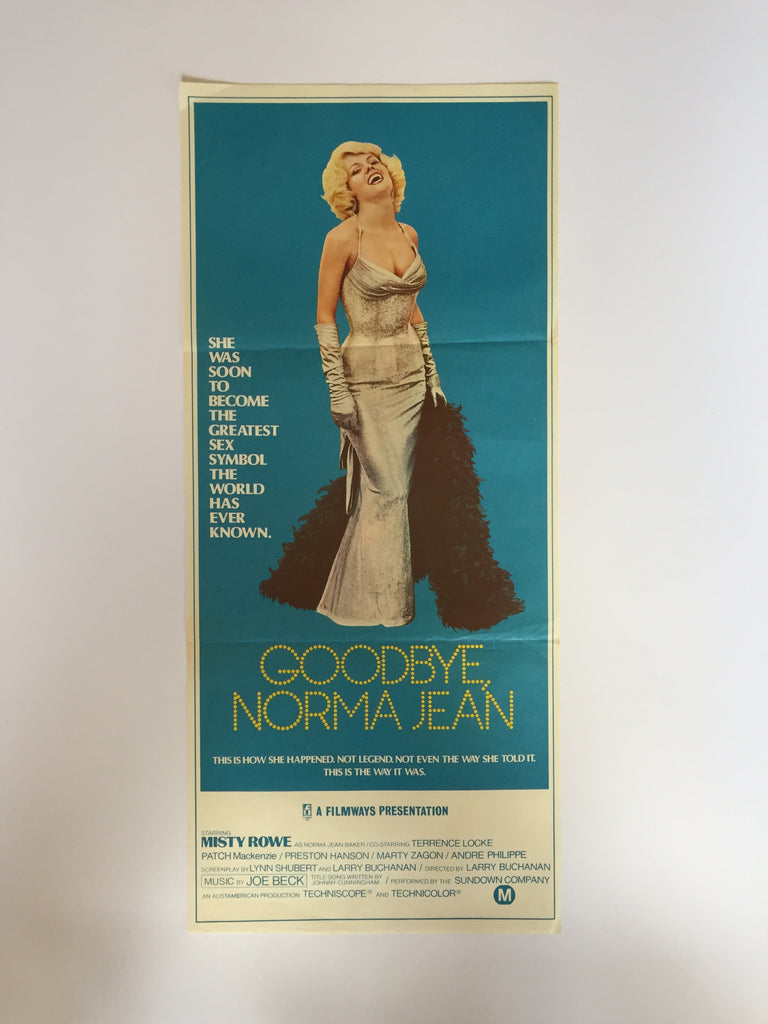 SHE
WAS
SOON
TO
BECOME
THE
GREATEST
SEX
SYMBOL
THE
WORLD
HAS
EVER
KNOWN.
GOODBYE,
NORMA JEAN
THIS IS HOW SHE HAPPENED. NOT LEGEND. NOT EVEN THE WAY SHE TOLD IT.
THIS IS THE WAY IT WAS.
A FILMWAYS PRESENTATION
STARRING
MISTY ROWE AS NORMA JEAN BAKER / CO-STARRING TERRENCE LOCKE
PATCH Mackenzie / PRESTON HANSON / MARTY ZAGON / ANDRE PHILIPPE
SCREENPLAY BY LYNN SHUBERT AND LARRY BUCHANAN / DIRECTED BY LARRY BUCHANAN
MUSIC BY JOE BECK TITLE SONG WRITTEN BY JOHNNY CUNNINGHAM / PERFORMED BY THE SUNDOWN COMPANY
AN AUSTAMERICAN PRODUCTION TECHNISCOPE® AND TECHNICOLOR®
M